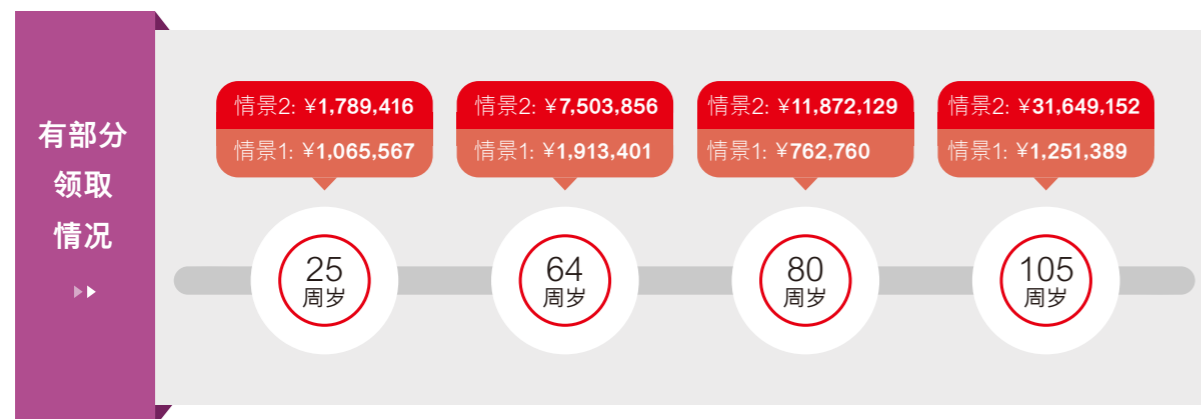 有部分
领取
情况
情景2: ¥1,789,416
情景1: ¥1,065,567
25
周岁
情景2: ¥7,503,856
情景1: ¥1,913,401
64
周岁
情景2: ¥11,872,129
情景1: ¥762,760
80
周岁
情景2: ¥31,649,152
情景1: ¥1,251,389
105
周岁